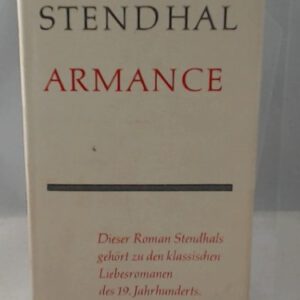 STENDHAL
ARMANCE
Dieser Roman Stendhals
gehört zu den klassischen
Liebesromanen
des 19. Jahrhunderts.